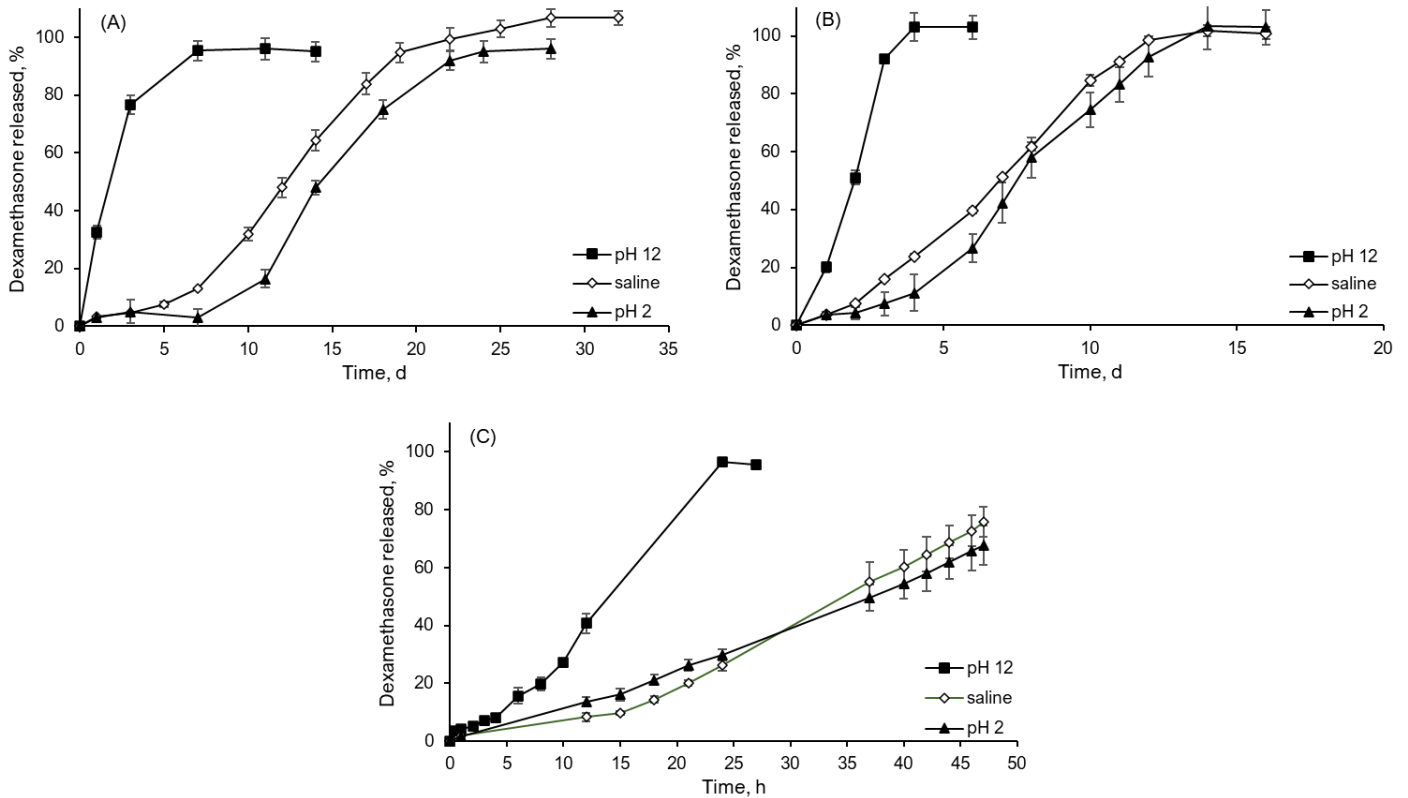 (A)
Dexamethasone released, %
100
80
60
40
20
0
0 5 10 15 20 25 30 35
Time, d
pH 12
saline
pH 2
(B)
Dexamethasone released, %
100
80
60
40
20
0
0 5 10 15 20
Time, d
pH 12
saline
pH 2
(C)
Dexamethasone released, %
100
80
60
40
20
0
0 5 10 15 20 25 30 35 40 45 50
Time, h
pH 12
saline
pH 2